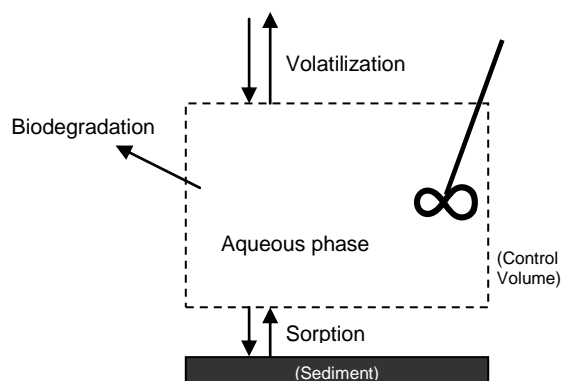 Volatilization
Biodegradation
Aqueous phase
(Control
Volume)
Sorption
(Sediment)